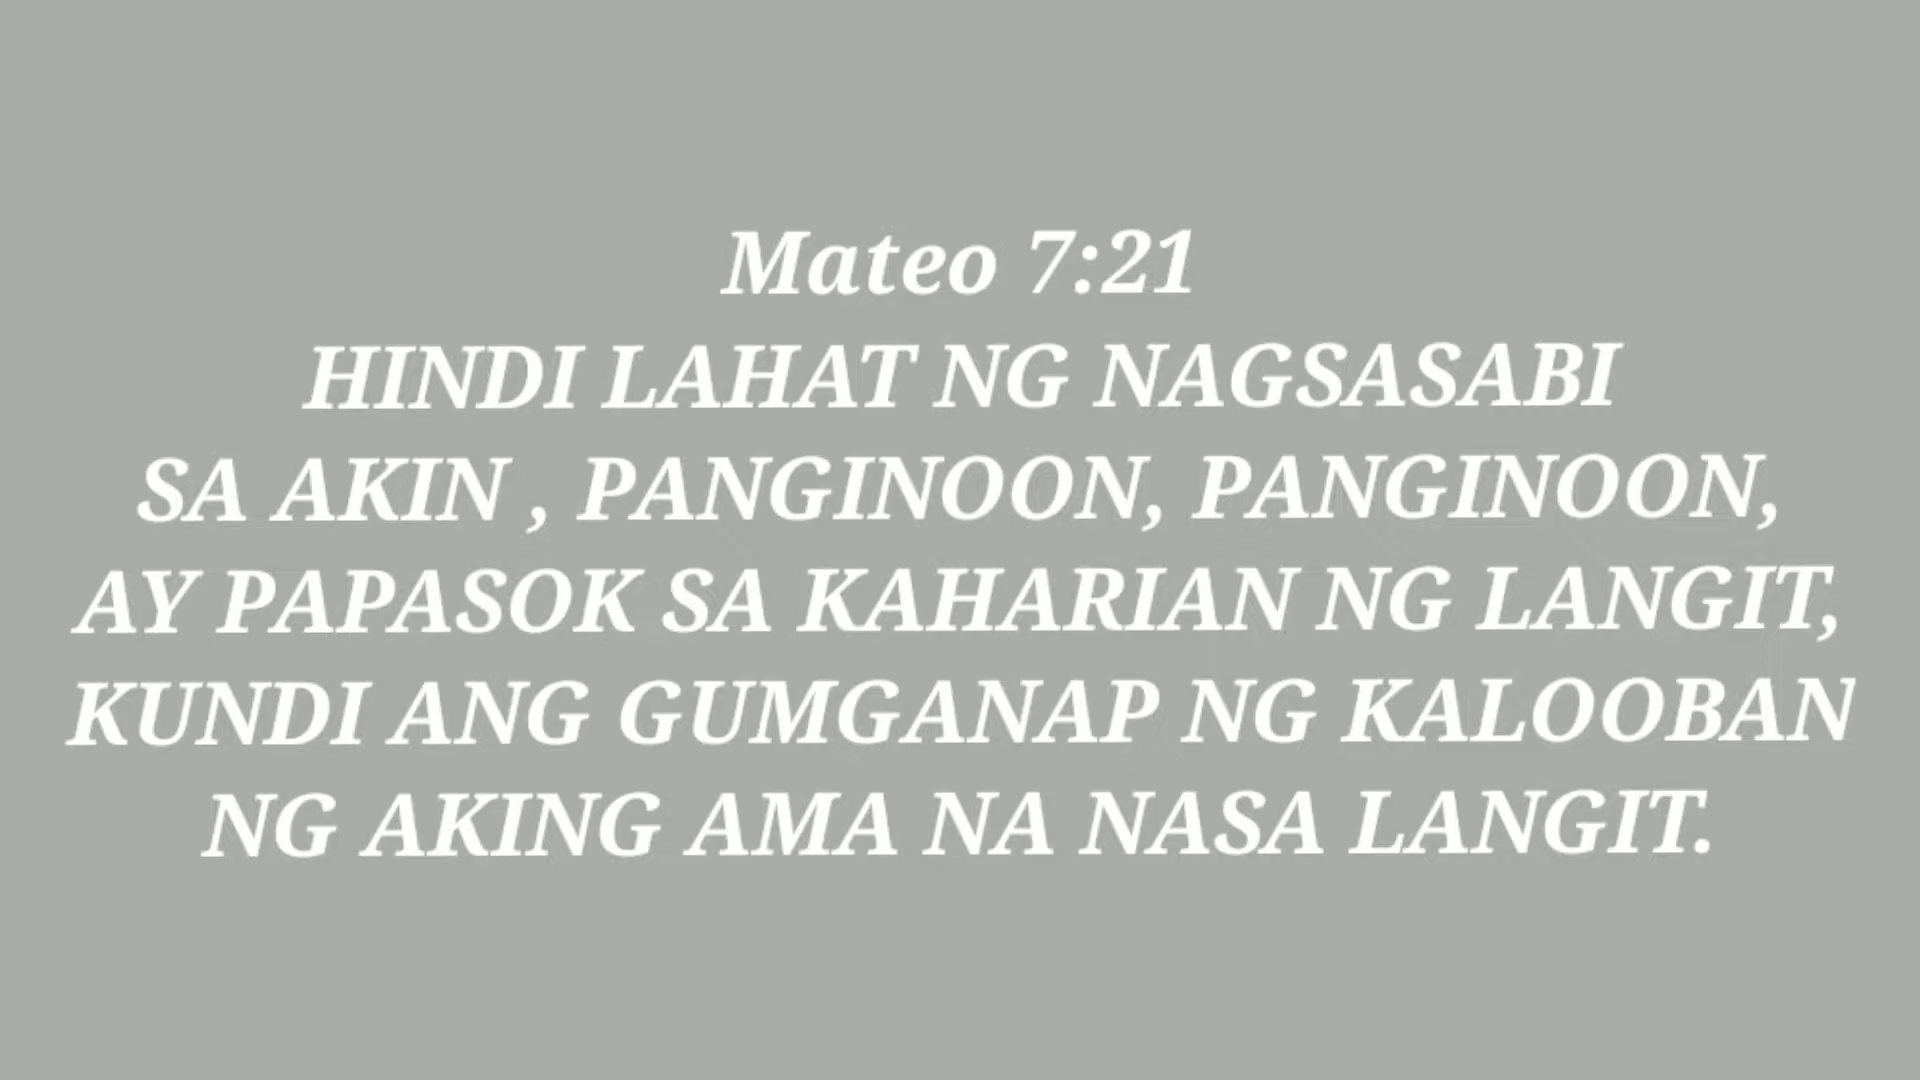 Mateo 7:21
HINDI LAHAT NG NAGSASABI
SA AKIN , PANGINOON, PANGINOON,
AY PAPASOK SA KAHARIAN NG LANGIT,
KUNDI ANG GUMGANAP NG KALOOBAN
NG AKING AMA NA NASA LANGIT.